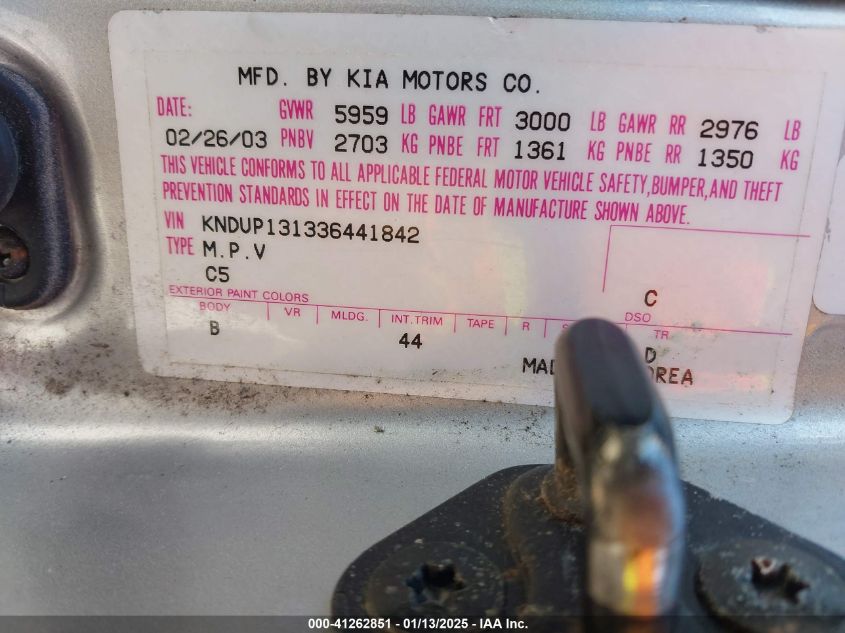 MFD. BY KIA MOTORS CO.
DATE: GVWR 5959 LB GAWR FRT 3000 LB GAWR RR 2976 LB
02/26/03 PNBV 2703 KG PNBE FRT 1361 KG PNBE RR 1350 KG
THIS VEHICLE CONFORMS TO ALL APPLICABLE FEDERAL MOTOR VEHICLE SAFETY, BUMPER, AND THEFT
PREVENTION STANDARDS IN EFFECT ON THE DATE OF MANUFACTURE SHOWN ABOVE.
VIN KNDUP131336441842
TYPE M.P.V
C5 C
EXTERIOR PAINT COLORS DSO
BODY VR MLDG. INT.TRIM TAPE R TR
B 44 D
000-41262851 - 01/13/2025 - IAA Inc.